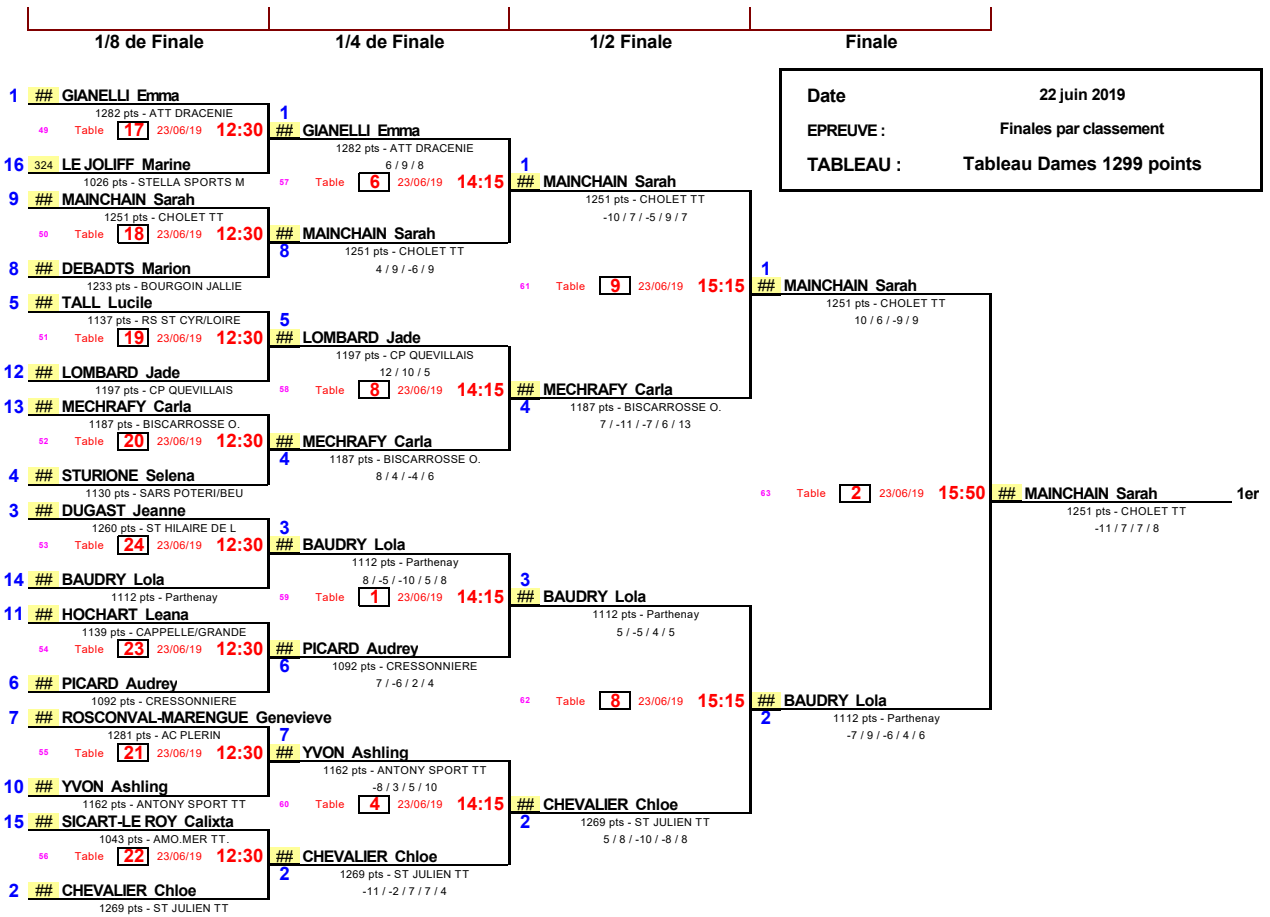 1/8 de Finale
1/4 de Finale
1/2 Finale
Finale
Date 22 juin 2019
EPREUVE : Finales par classement
TABLEAU : Tableau Dames 1299 points
1 ## GIANELLI Emma
1282 pts - ATT DRACENIE
49 Table 17 23/06/19 12:30
16 324 LE JOLIFF Marine
1026 pts - STELLA SPORTS M
9 ## MAINCHAIN Sarah
1251 pts - CHOLET TT
50 Table 18 23/06/19 12:30
8 ## DEBADTS Marion
1233 pts - BOURGOIN JALLIE
5 ## TALL Lucile
1137 pts - RS ST CYR/LOIRE
51 Table 19 23/06/19 12:30
12 ## LOMBARD Jade
1197 pts - CP QUEVILLAIS
13 ## MECHRAFY Carla
1187 pts - BISCARROSSE O.
52 Table 20 23/06/19 12:30
4 ## STURIONE Selena
1130 pts - SARS POTERI/BEU
3 ## DUGAST Jeanne
1260 pts - ST HILAIRE DE L
53 Table 24 23/06/19 12:30
14 ## BAUDRY Lola
1112 pts - Parthenay
11 ## HOCHART Leana
1139 pts - CAPPELLE/GRANDE
54 Table 23 23/06/19 12:30
6 ## PICARD Audrey
1092 pts - CRESSONNIERE
7 ## ROSCONVAL-MARENGUE Genevieve
1281 pts - AC PLERIN
55 Table 21 23/06/19 12:30
10 ## YVON Ashling
1162 pts - ANTONY SPORT TT
15 ## SICART-LE ROY Calixta
1043 pts - AMO.MER TT.
56 Table 22 23/06/19 12:30
2 ## CHEVALIER Chloe
1269 pts - ST JULIEN TT
1
## GIANELLI Emma
1282 pts - ATT DRACENIE
6 / 9 / 8
57 Table 6 23/06/19 14:15
## MAINCHAIN Sarah
8
1251 pts - CHOLET TT
4 / 9 / -6 / 9
5
## LOMBARD Jade
1197 pts - CP QUEVILLAIS
12 / 10 / 5
58 Table 8 23/06/19 14:15
## MECHRAFY Carla
4
1187 pts - BISCARROSSE O.
8 / 4 / -4 / 6
3
## BAUDRY Lola
1112 pts - Parthenay
8 / -5 / -10 / 5 / 8
59 Table 1 23/06/19 14:15
## PICARD Audrey
6
1092 pts - CRESSONNIERE
7 / -6 / 2 / 4
7
## YVON Ashling
1162 pts - ANTONY SPORT TT
-8 / 3 / 5 / 10
60 Table 4 23/06/19 14:15
## CHEVALIER Chloe
2
1269 pts - ST JULIEN TT
-11 / -2 / 7 / 7 / 4
1
## MAINCHAIN Sarah
1251 pts - CHOLET TT
-10 / 7 / -5 / 9 / 7
61 Table 9 23/06/19 15:15
## MECHRAFY Carla
4
1187 pts - BISCARROSSE O.
7 / -11 / -7 / 6 / 13
3
## BAUDRY Lola
1112 pts - Parthenay
5 / -5 / 4 / 5
62 Table 8 23/06/19 15:15
## CHEVALIER Chloe
2
1269 pts - ST JULIEN TT
5 / 8 / -10 / -8 / 8
1
## MAINCHAIN Sarah
1251 pts - CHOLET TT
10 / 6 / -9 / 9
63 Table 2 23/06/19 15:50
## BAUDRY Lola
2
1112 pts - Parthenay
-7 / 9 / -6 / 4 / 6
## MAINCHAIN Sarah 1er
1251 pts - CHOLET TT
-11 / 7 / 7 / 8